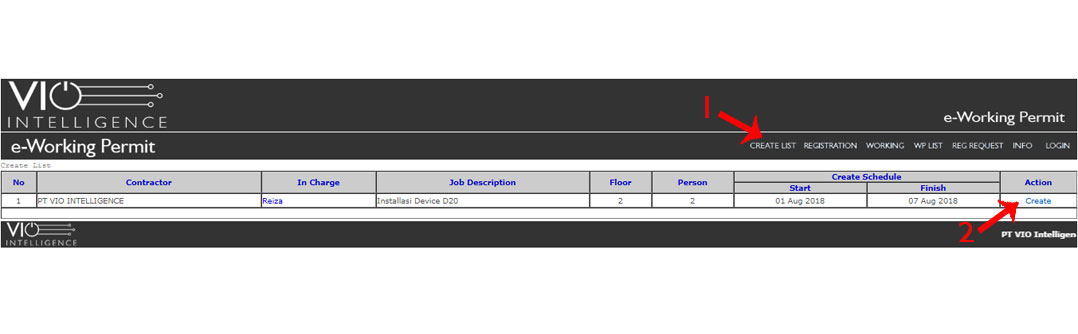 VIO
INTELLIGENCE
e-Working Permit
1
e-Working Permit
CREATE LIST REGISTRATION WORKING WP LIST REG REQUEST INFO LOGIN
Create List
No Contractor In Charge Job Description Floor Person Create Schedule Action
Start Finish
1 PT VIO INTELLIGENCE Reiza Installasi Device D20 2 2 01 Aug 2018 07 Aug 2018 Create
2
VIO
INTELLIGENCE
PT VIO Intelligen